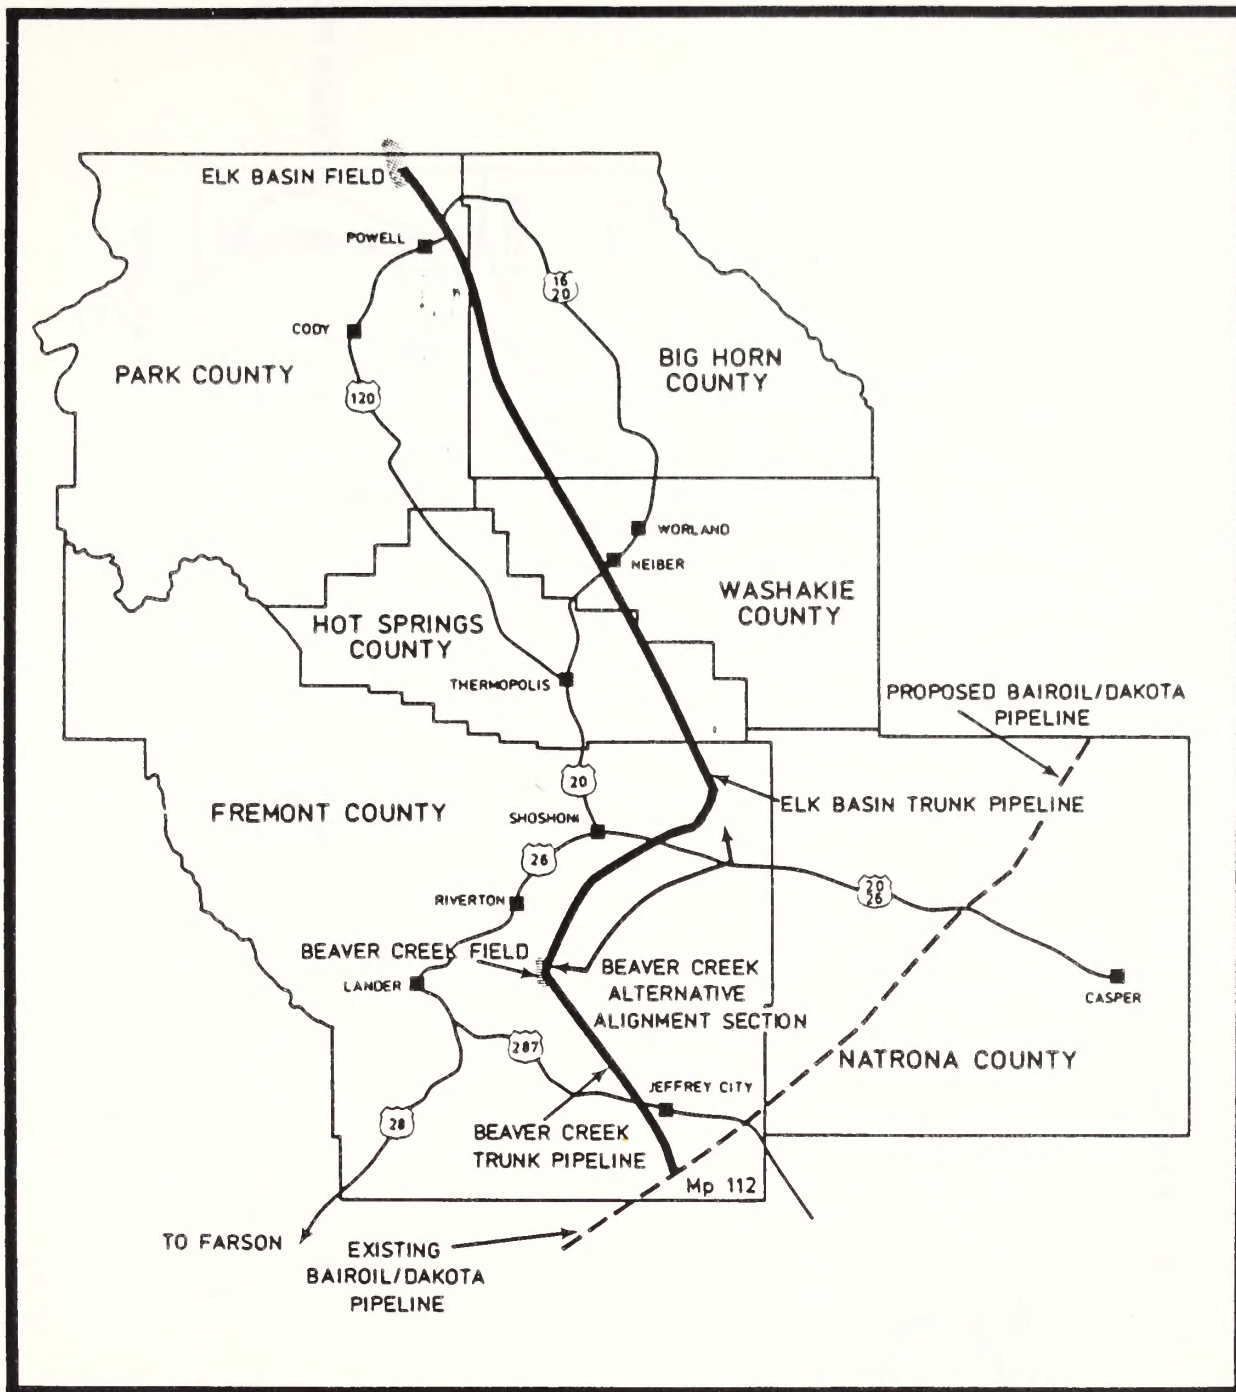 ELK BASIN FIELD
POWELL
16
20
CODY
PARK COUNTY
BIG HORN
COUNTY
120
WORLAND
NEIBER
WASHAKIE
COUNTY
HOT SPRINGS
COUNTY
THERMOPOLIS
PROPOSED BAIROIL/DAKOTA
PIPELINE
20
ELK BASIN TRUNK PIPELINE
FREMONT COUNTY
SHOSHONI
26
20
26
RIVERTON
BEAVER CREEK FIELD
LANDER
BEAVER CREEK
ALTERNATIVE
ALIGNMENT SECTION
CASPER
287
NATRONA COUNTY
JEFFREY CITY
28
BEAVER CREEK
TRUNK PIPELINE
Mp 112
TO FARSON
EXISTING
BAIROIL/DAKOTA
PIPELINE